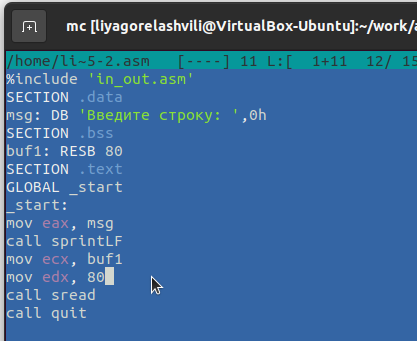 mc [liyagorelashvili@VirtualBox-Ubuntu]:~/work/
/home/li~5-2.asm [----] 11 L:[ 1+11 12/ 15
%include 'in_out.asm'
SECTION .data
msg: DB 'Введите строку: ',0h
SECTION .bss
buf1: RESB 80
SECTION .text
GLOBAL _start
_start:
mov eax, msg
call sprintLF
mov ecx, buf1
mov edx, 80
call sread
call quit